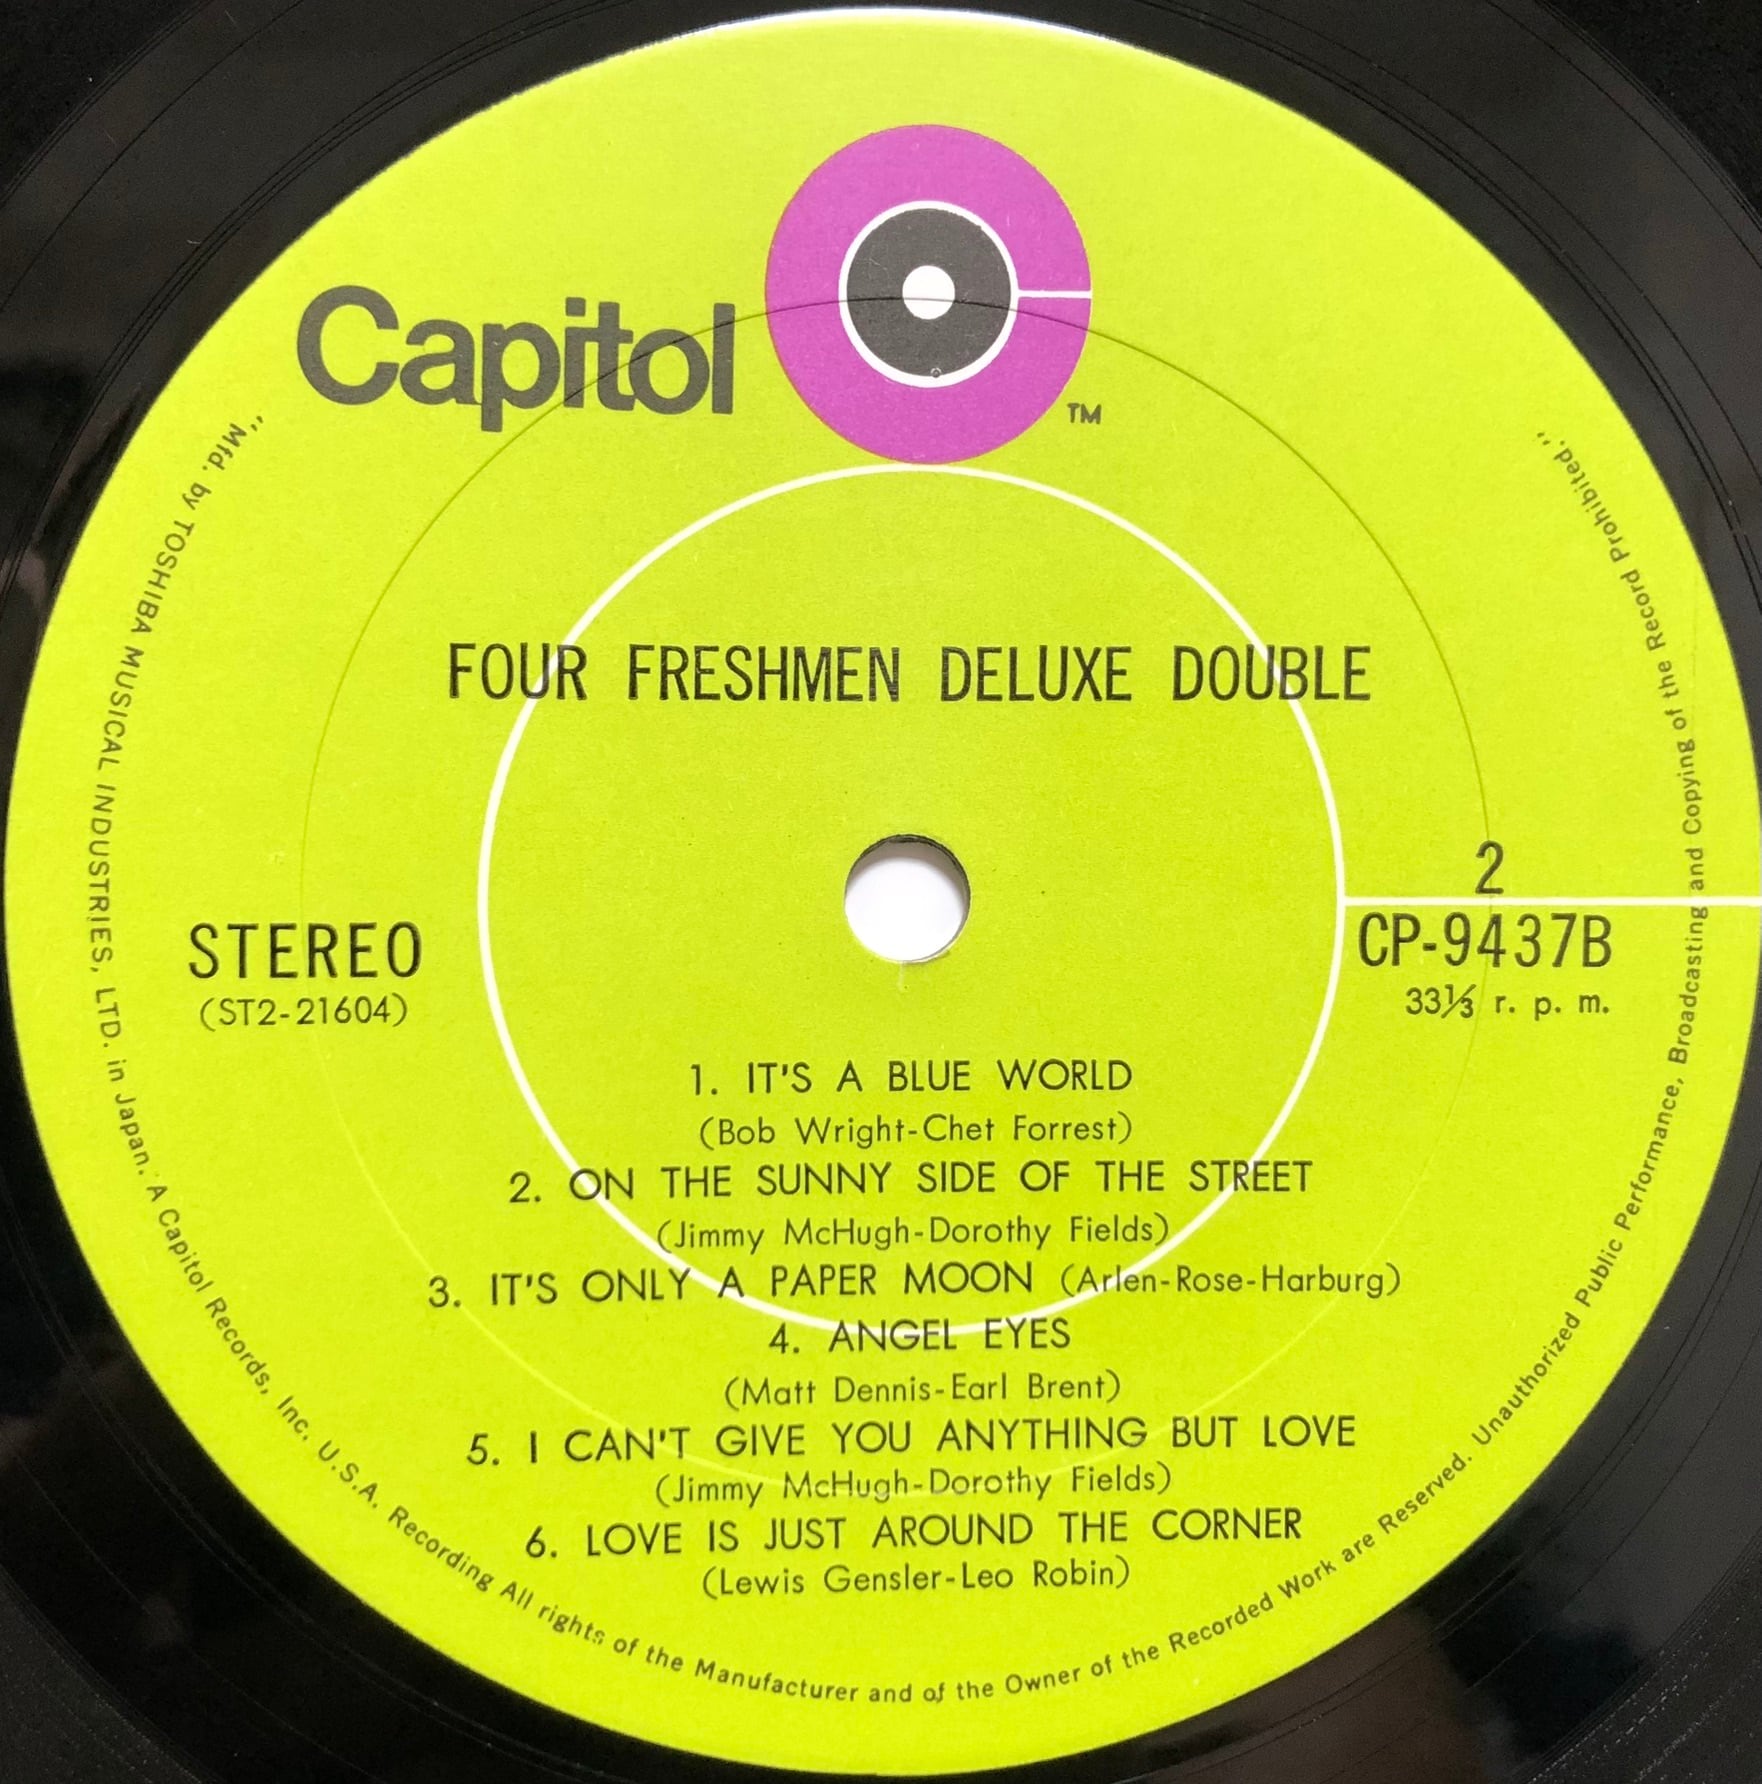 Capitol
TM
FOUR FRESHMEN DELUXE DOUBLE
STEREO
(ST2-21604)
2
CP-9437B
33⅓ r. p. m.
1. IT'S A BLUE WORLD
(Bob Wright-Chet Forrest)
2. ON THE SUNNY SIDE OF THE STREET
(Jimmy McHugh-Dorothy Fields)
3. IT'S ONLY A PAPER MOON (Arlen-Rose-Harburg)
4. ANGEL EYES
(Matt Dennis-Earl Brent)
5. I CAN'T GIVE YOU ANYTHING BUT LOVE
(Jimmy McHugh-Dorothy Fields)
6. LOVE IS JUST AROUND THE CORNER
(Lewis Gensler-Leo Robin)
"Mfd. by TOSHIBA MUSICAL INDUSTRIES, LTD. in Japan. A Capitol Records, Inc. U.S.A. Recording All rights of the Manufacturer and of the Owner of the Recorded Work are Reserved. Unauthorized Public Performance, Broadcasting and Copying of the Record Prohibited."